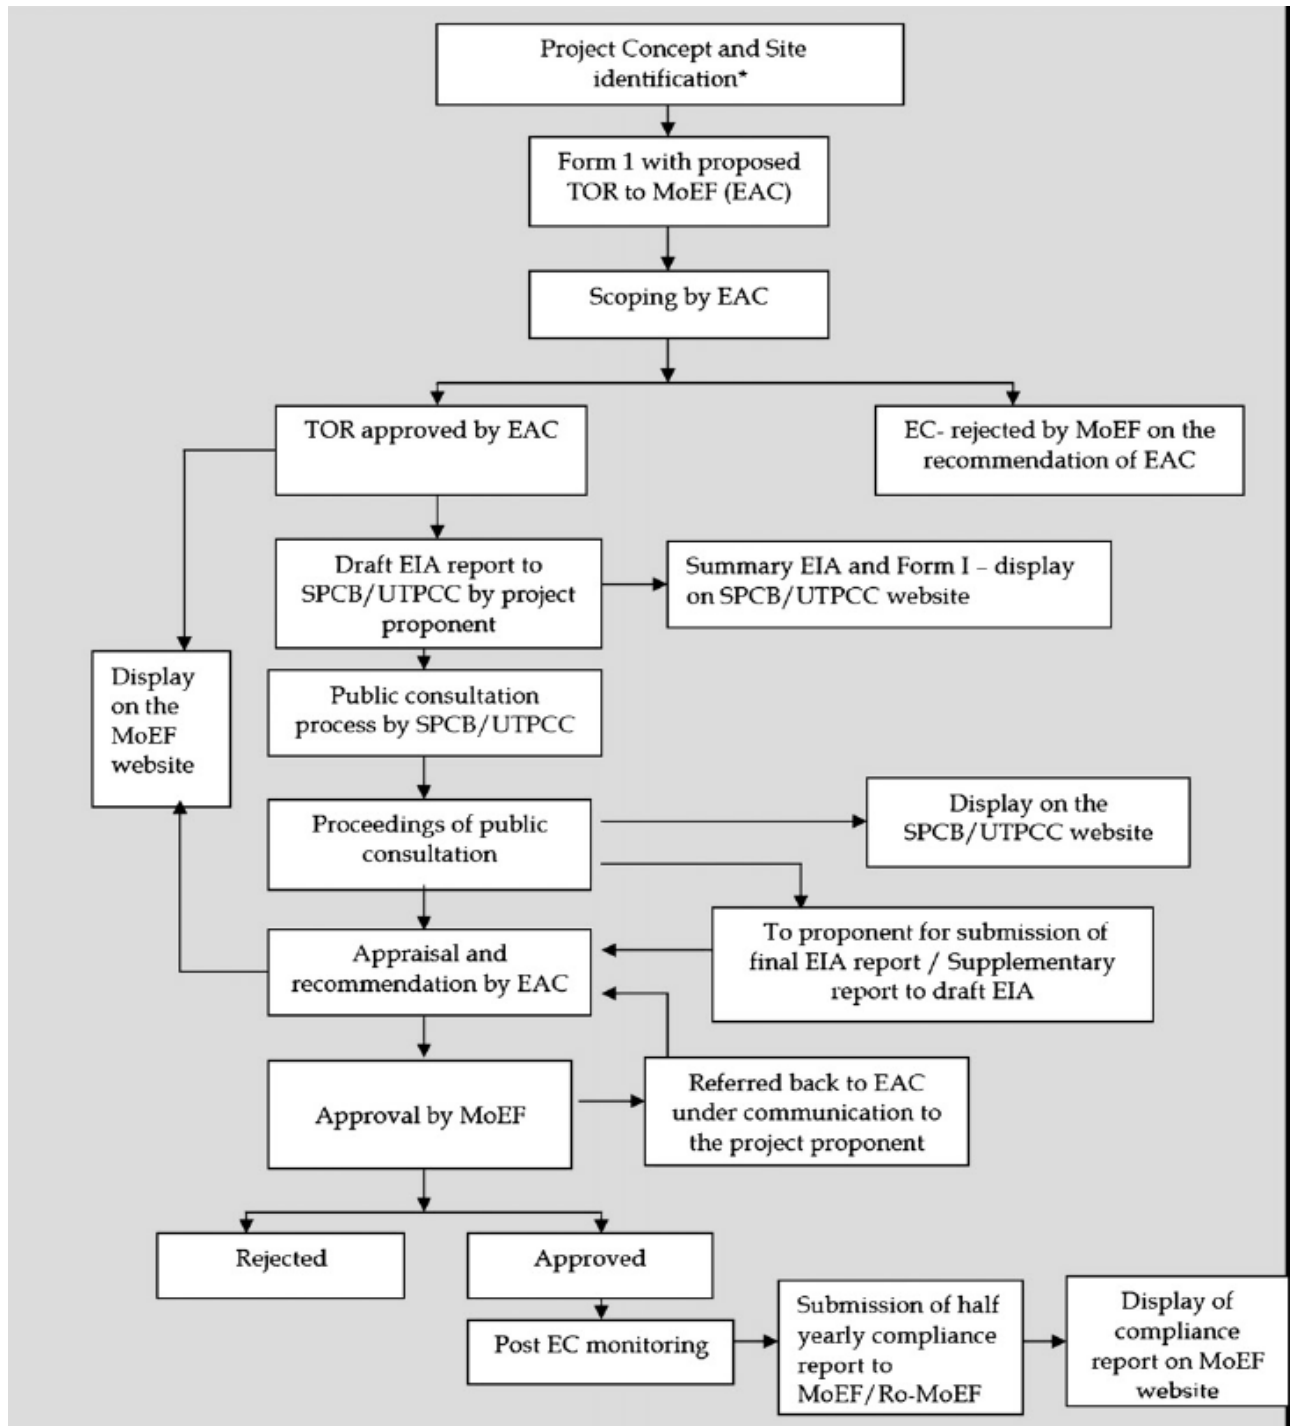 Project Concept and Site
identification*
Form 1 with proposed
TOR to MoEF (EAC)
Scoping by EAC
TOR approved by EAC
EC- rejected by MoEF on the
recommendation of EAC
Draft EIA report to
SPCB/UTPCC by project
proponent
Summary EIA and Form I – display
on SPCB/UTPCC website
Display
on the
MoEF
website
Public consultation
process by SPCB/UTPCC
Proceedings of public
consultation
Display on the
SPCB/UTPCC website
Appraisal and
recommendation by EAC
To proponent for submission of
final EIA report / Supplementary
report to draft EIA
Approval by MoEF
Referred back to EAC
under communication to
the project proponent
Rejected
Approved
Post EC monitoring
Submission of half
yearly compliance
report to
MoEF/Ro-MoEF
Display of
compliance
report on MoEF
website